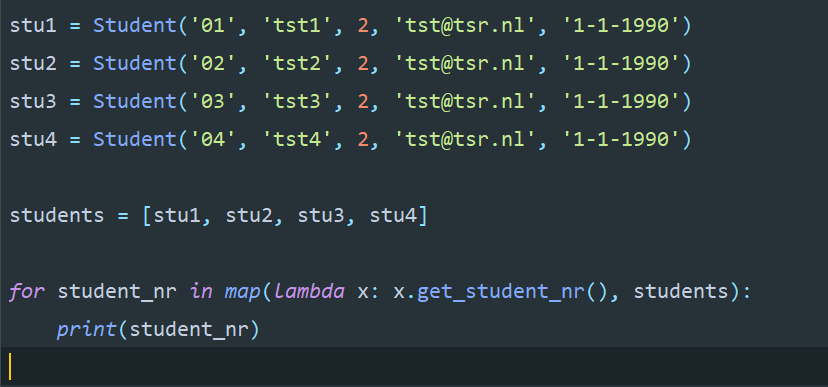 stu1 = Student('01', 'tst1', 2, 'tst@tsr.nl', '1-1-1990')
stu2 = Student('02', 'tst2', 2, 'tst@tsr.nl', '1-1-1990')
stu3 = Student('03', 'tst3', 2, 'tst@tsr.nl', '1-1-1990')
stu4 = Student('04', 'tst4', 2, 'tst@tsr.nl', '1-1-1990')
students = [stu1, stu2, stu3, stu4]
for student_nr in map(lambda x: x.get_student_nr(), students):
    print(student_nr)